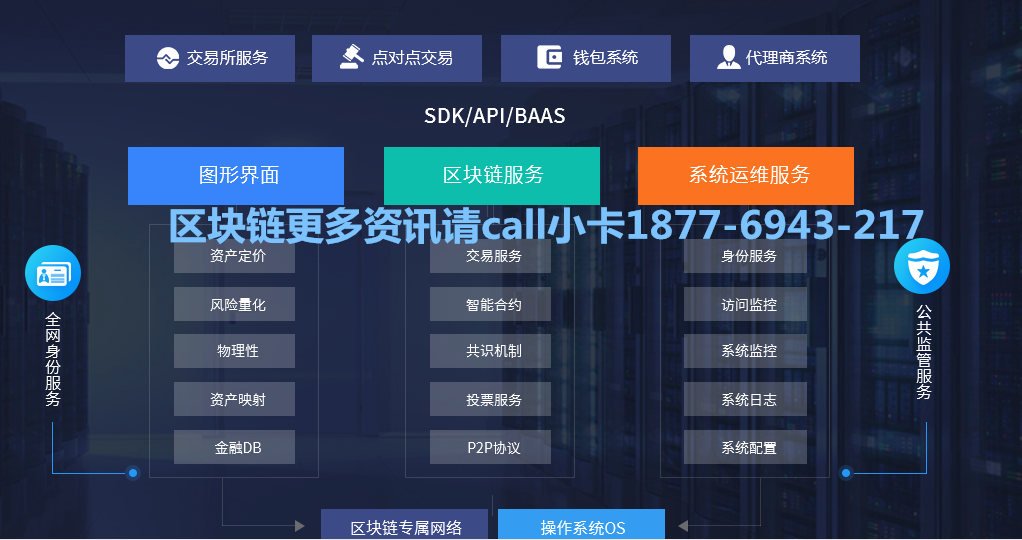 交易所服务
点对点交易
钱包系统
代理商系统
SDK/API/BAAS
图形界面
区块链服务
系统运维服务
区块链更多资讯请call小卡1877-6943-217
资产定价
交易服务
身份服务
风险量化
智能合约
访问监控
物理性
共识机制
系统监控
资产映射
投票服务
系统日志
金融DB
P2P协议
系统配置
全网身份服务
公共监管服务
区块链专属网络
操作系统OS